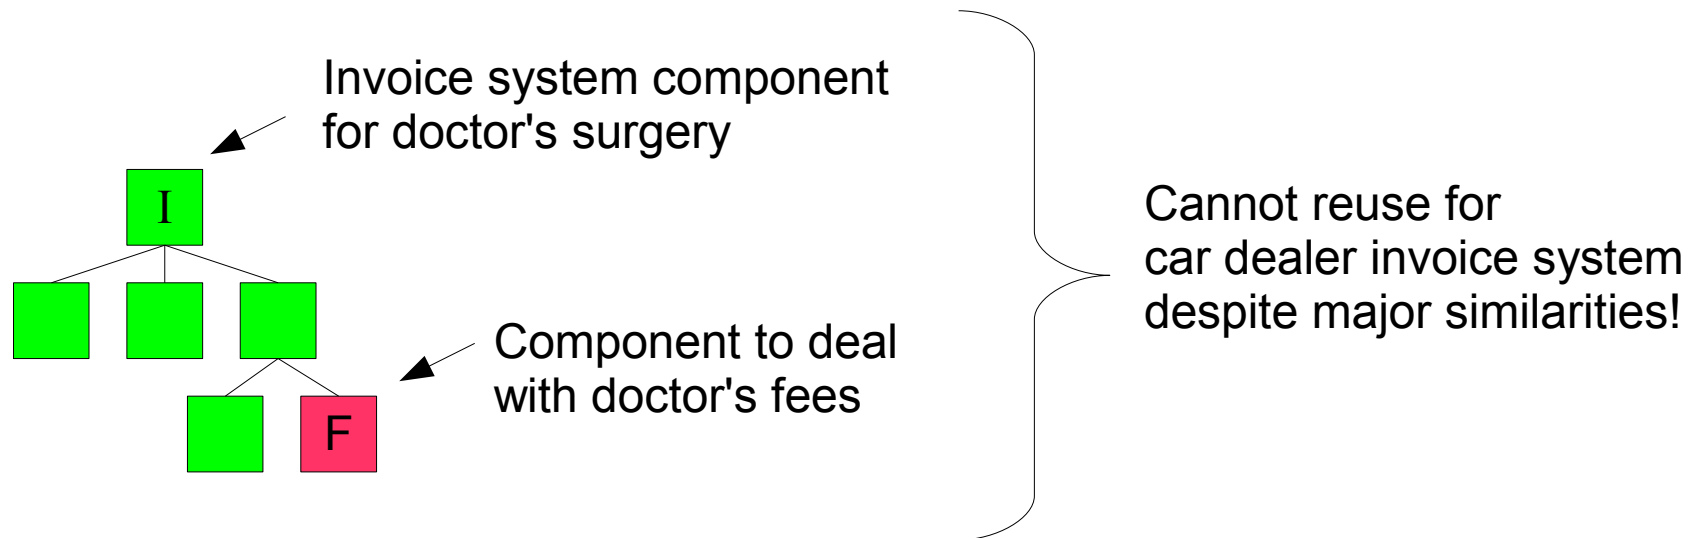 Invoice system component
for doctor's surgery
I
Component to deal
with doctor's fees
F
Cannot reuse for
car dealer invoice system
despite major similarities!